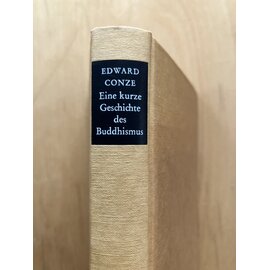 EDWARD
CONZE
Eine kurze
Geschichte
des
Buddhismus